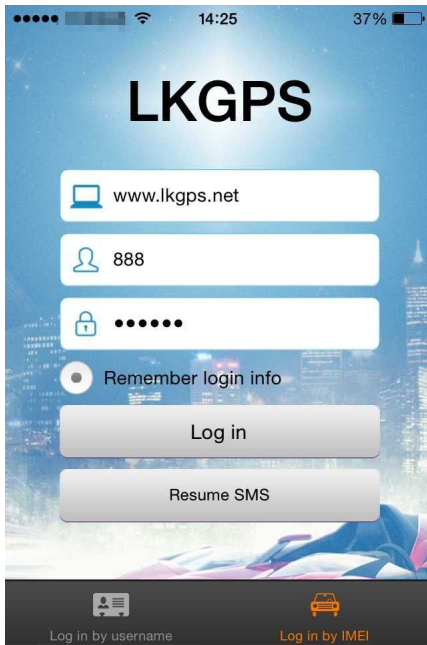 14:25
37%
LKGPS
www.lkgps.net
888
••••••
Remember login info
Log in
Resume SMS
Log in by username
Log in by IMEI